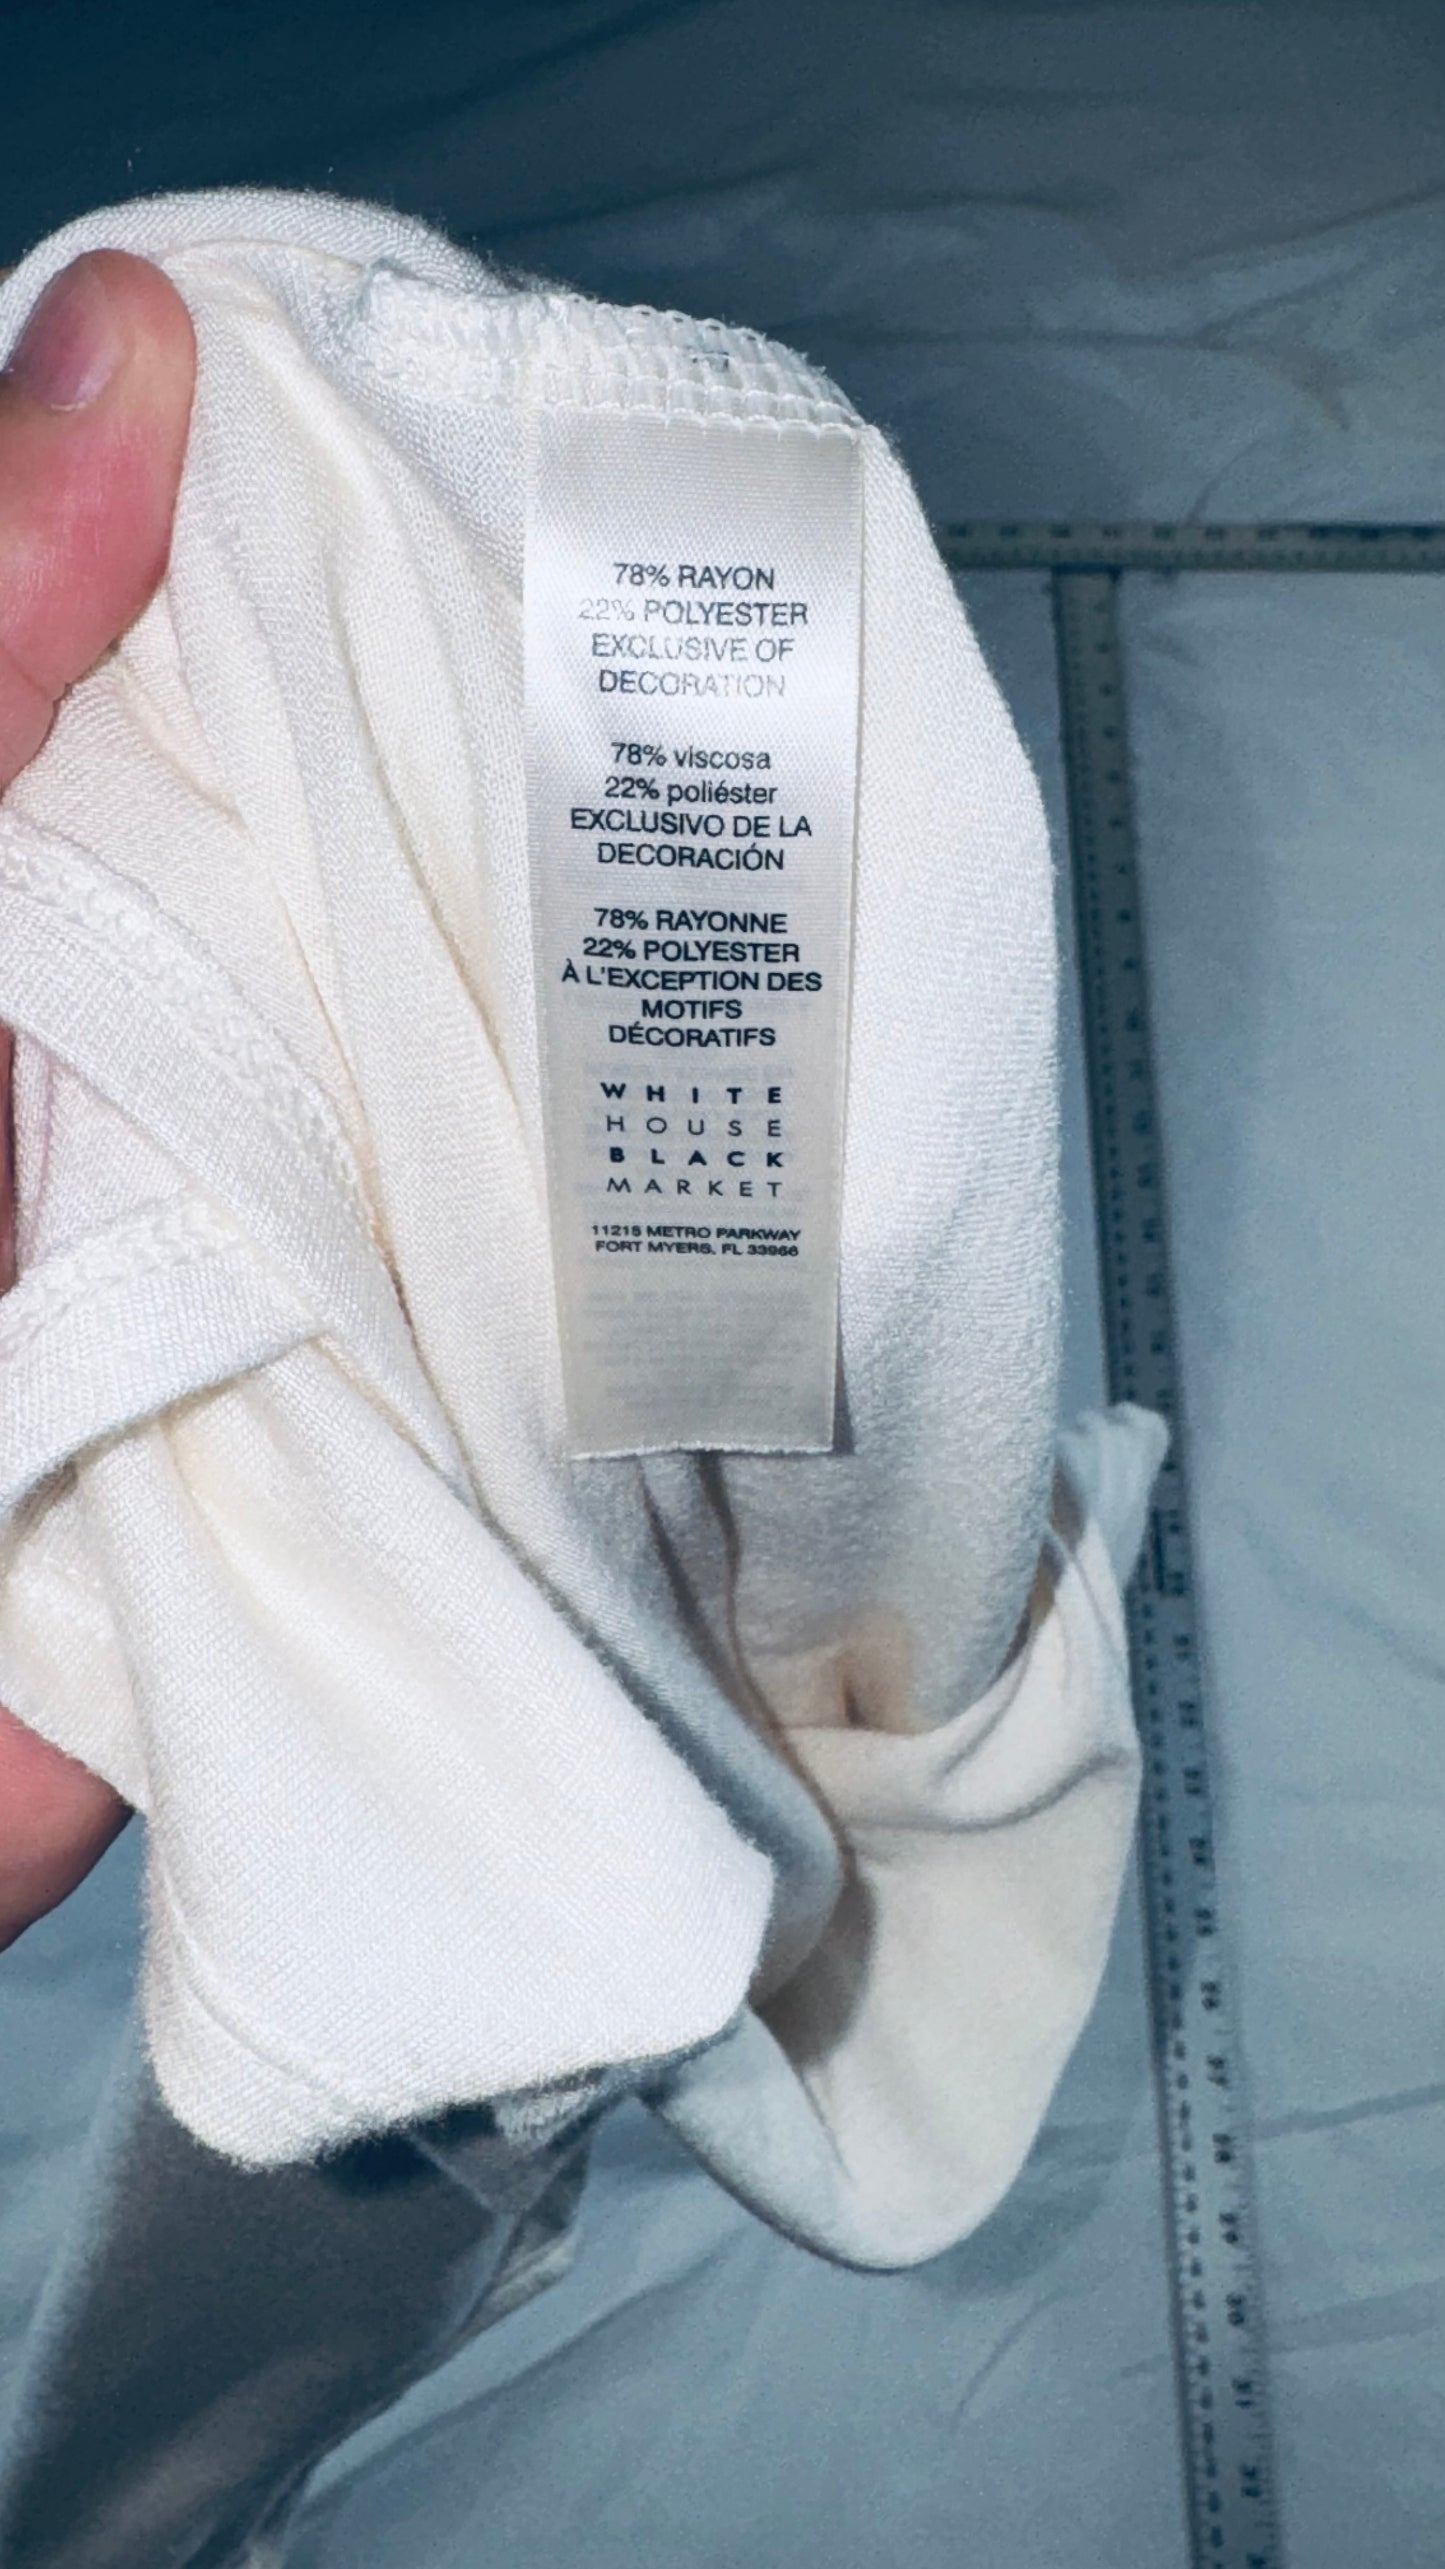 78% RAYON
22% POLYESTER
EXCLUSIVE OF
DECORATION
78% viscosa
22% poliéster
EXCLUSIVO DE LA
DECORACIÓN
78% RAYONNE
22% POLYESTER
À L'EXCEPTION DES
MOTIFS
DÉCORATIFS
WHITE
HOUSE
BLACK
MARKET
11215 METRO PARKWAY
FORT MYERS, FL 33966